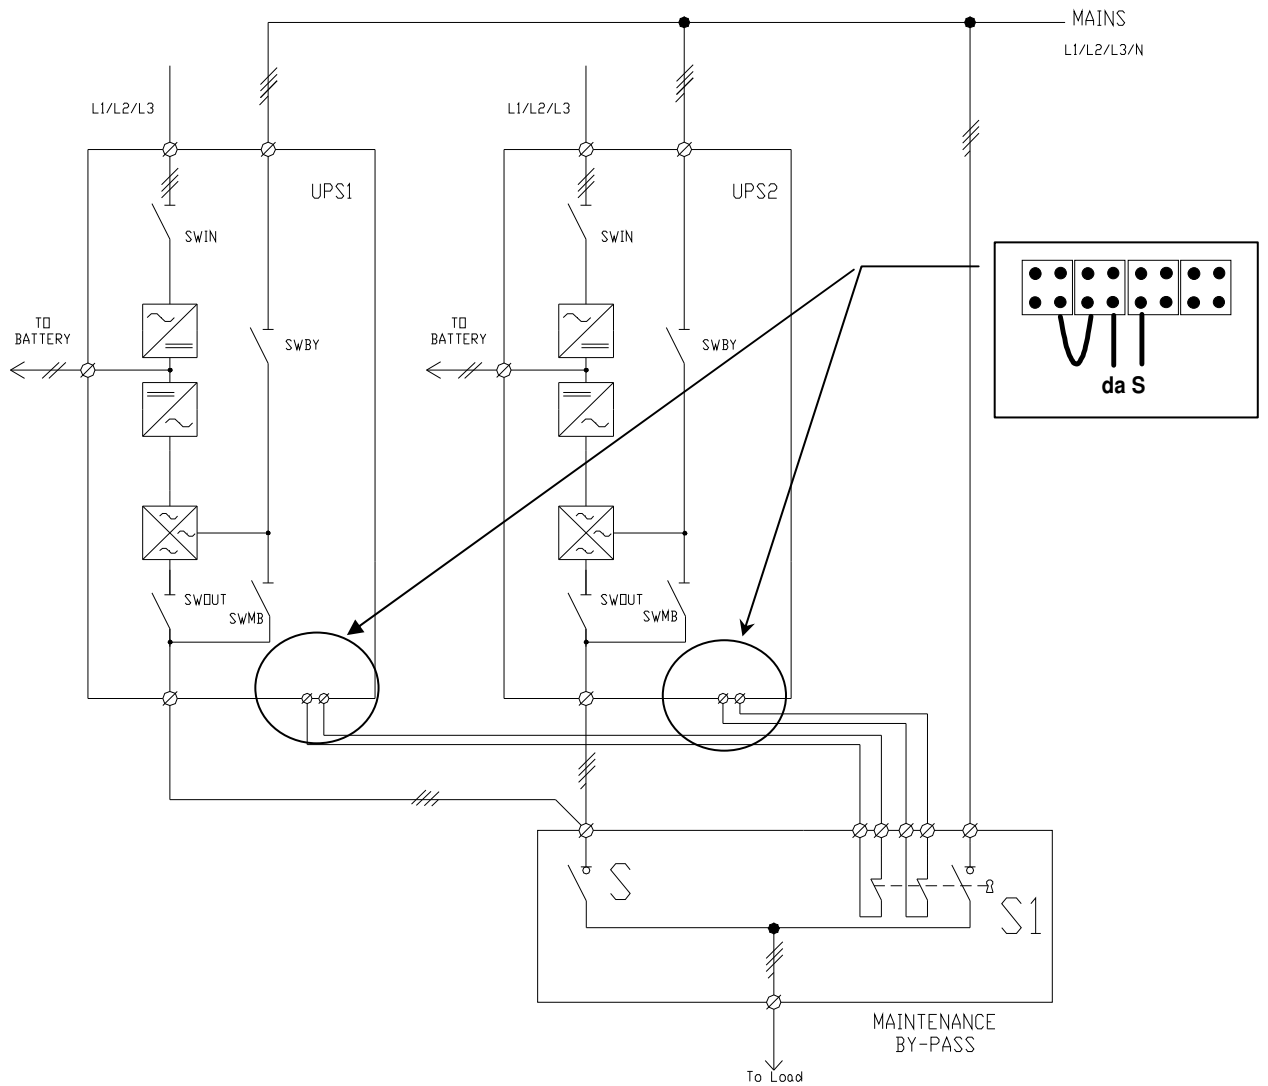 MAINS
L1/L2/L3/N
L1/L2/L3
L1/L2/L3
UPS1
UPS2
SWIN
SWIN
TO
BATTERY
SWBY
TO
BATTERY
SWBY
da S
SWOUT
SWMB
SWOUT
SWMB
S
S1
MAINTENANCE
BY-PASS
To Load